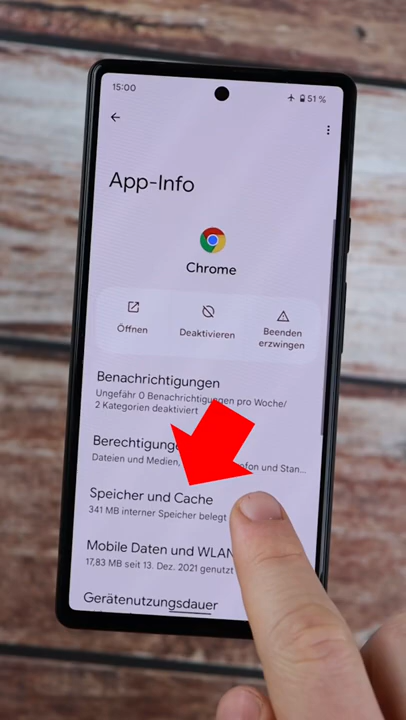 15:00
51 %
App-Info
Chrome
Öffnen
Deaktivieren
Beenden
erzwingen
Benachrichtigungen
Ungefähr 0 Benachrichtigungen pro Woche/
2 Kategorien deaktiviert
Dateien und Medien, und Stan…
Speicher und Cache
341 MB interner Speicher belegt
Mobile Daten und WLAN
17,83 MB seit 13. Dez. 2021 genutzt
Gerätenutzungsdauer